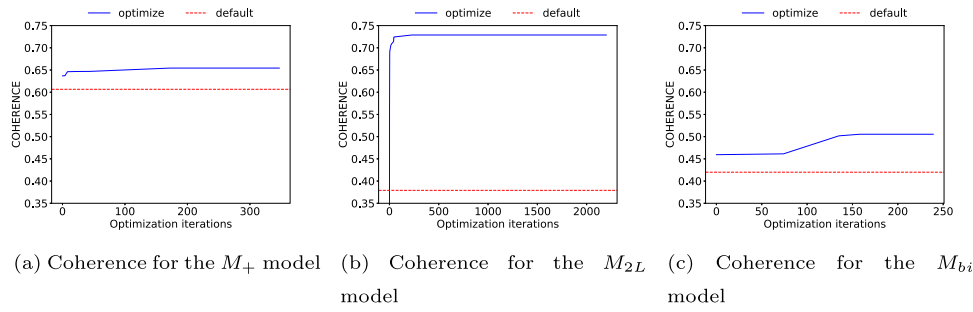 optimize default
0.75
0.70
0.65
0.60
0.55
0.50
0.45
0.40
0.35
COHERENCE
0 100 200 300
Optimization iterations
(a) Coherence for the M+ model
optimize default
0.75
0.70
0.65
0.60
0.55
0.50
0.45
0.40
0.35
COHERENCE
0 500 1000 1500 2000
Optimization iterations
(b) Coherence for the M2L
model
optimize default
0.75
0.70
0.65
0.60
0.55
0.50
0.45
0.40
0.35
COHERENCE
0 50 100 150 200 250
Optimization iterations
(c) Coherence for the Mbi
model